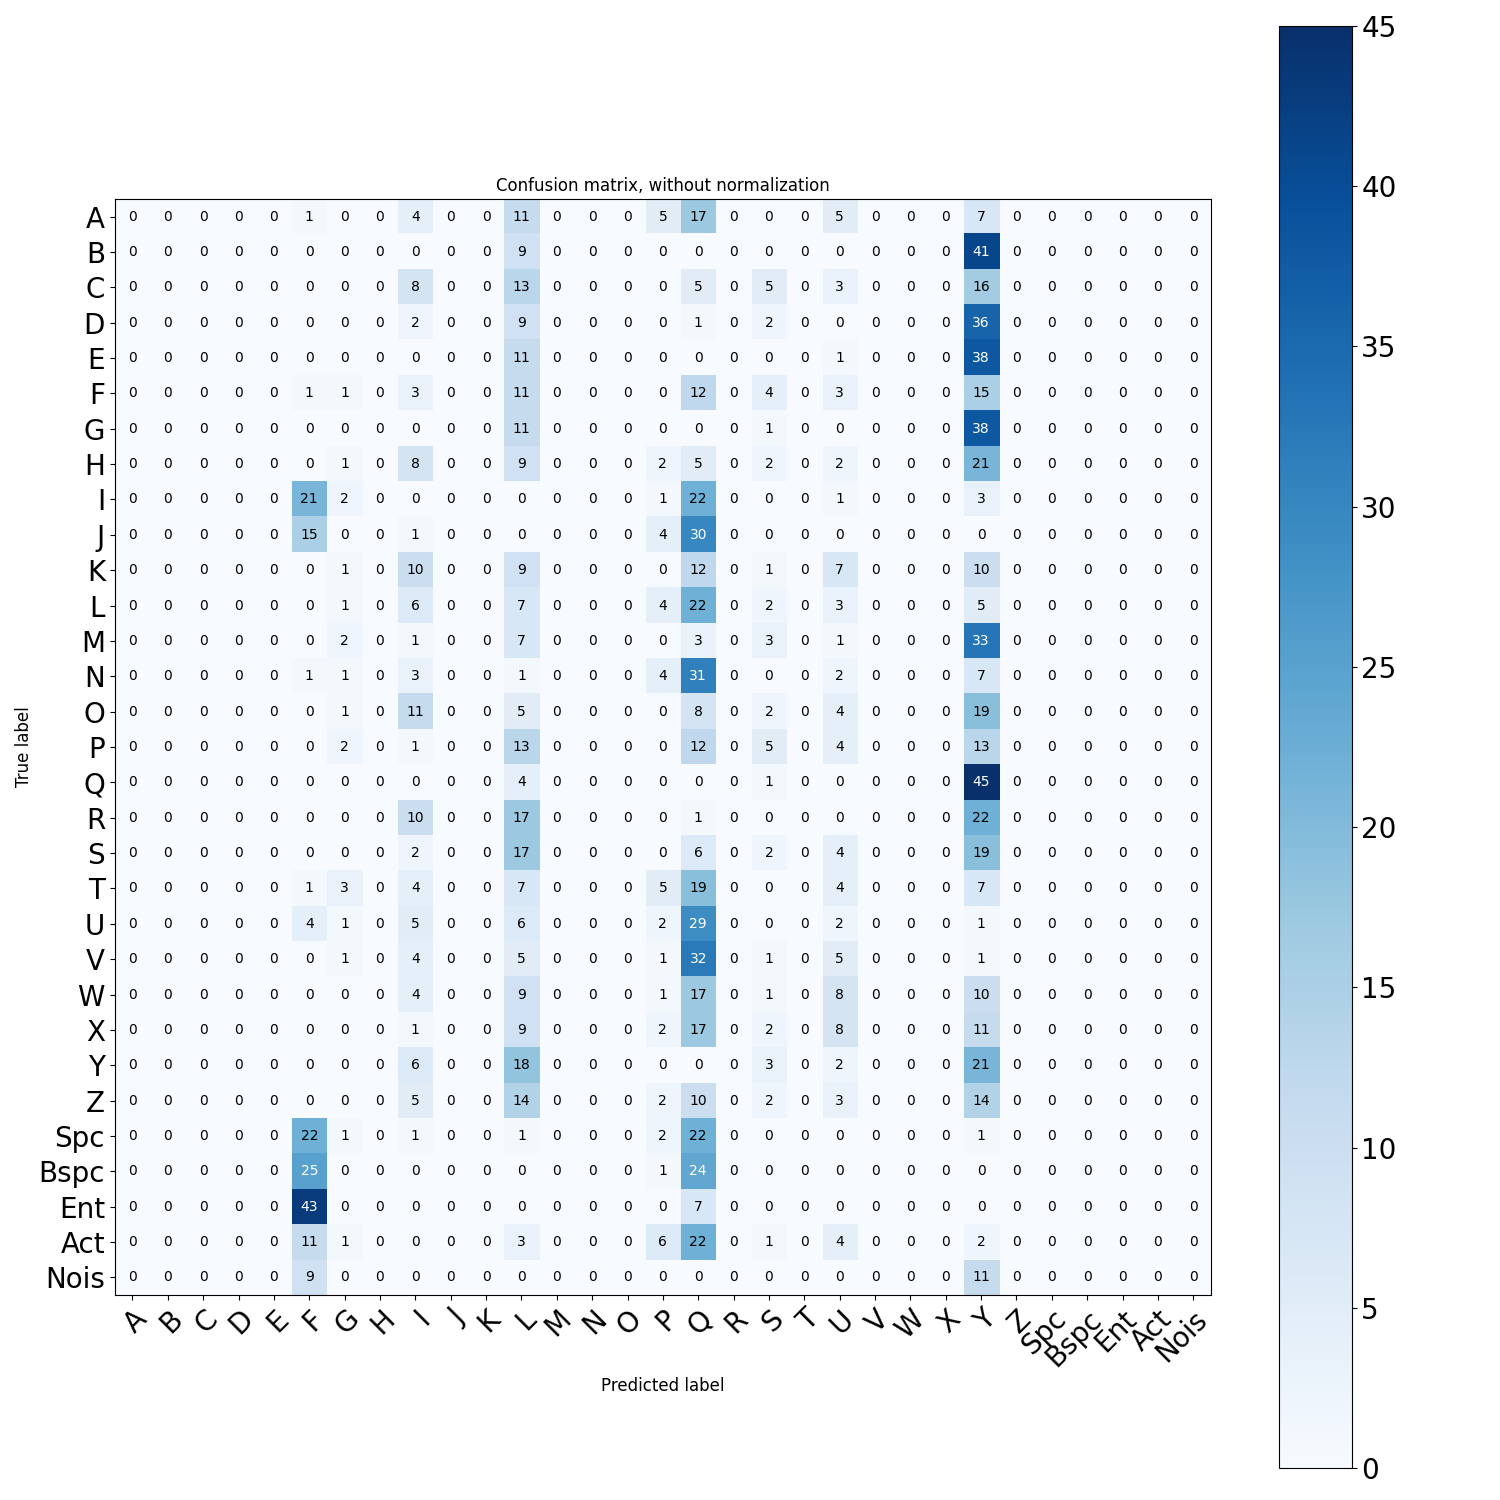 Confusion matrix, without normalization
A 0 0 0 0 0 1 0 0 4 0 0 11 0 0 0 5 17 0 0 0 5 0 0 0 7 0 0 0 0 0 0
B 0 0 0 0 0 0 0 0 0 0 0 9 0 0 0 0 0 0 0 0 0 0 0 0 41 0 0 0 0 0 0
C 0 0 0 0 0 0 0 0 8 0 0 13 0 0 0 0 5 0 5 0 3 0 0 0 16 0 0 0 0 0 0
D 0 0 0 0 0 0 0 0 2 0 0 9 0 0 0 0 1 0 2 0 0 0 0 0 36 0 0 0 0 0 0
E 0 0 0 0 0 0 0 0 0 0 0 11 0 0 0 0 0 0 0 0 1 0 0 0 38 0 0 0 0 0 0
F 0 0 0 0 0 1 1 0 3 0 0 11 0 0 0 0 12 0 4 0 3 0 0 0 15 0 0 0 0 0 0
G 0 0 0 0 0 0 0 0 0 0 0 11 0 0 0 0 0 0 1 0 0 0 0 0 38 0 0 0 0 0 0
H 0 0 0 0 0 0 1 0 8 0 0 9 0 0 0 2 5 0 2 0 2 0 0 0 21 0 0 0 0 0 0
I 0 0 0 0 0 21 2 0 0 0 0 0 0 0 0 1 22 0 0 0 1 0 0 0 3 0 0 0 0 0 0
J 0 0 0 0 0 15 0 0 1 0 0 0 0 0 0 4 30 0 0 0 0 0 0 0 0 0 0 0 0 0 0
K 0 0 0 0 0 0 1 0 10 0 0 9 0 0 0 0 12 0 1 0 7 0 0 0 10 0 0 0 0 0 0
L 0 0 0 0 0 0 1 0 6 0 0 7 0 0 0 4 22 0 2 0 3 0 0 0 5 0 0 0 0 0 0
M 0 0 0 0 0 0 2 0 1 0 0 7 0 0 0 0 3 0 3 0 1 0 0 0 33 0 0 0 0 0 0
N 0 0 0 0 0 1 1 0 3 0 0 1 0 0 0 4 31 0 0 0 2 0 0 0 7 0 0 0 0 0 0
O 0 0 0 0 0 0 1 0 11 0 0 5 0 0 0 0 8 0 2 0 4 0 0 0 19 0 0 0 0 0 0
P 0 0 0 0 0 0 2 0 1 0 0 13 0 0 0 0 12 0 5 0 4 0 0 0 13 0 0 0 0 0 0
Q 0 0 0 0 0 0 0 0 0 0 0 4 0 0 0 0 0 0 1 0 0 0 0 0 45 0 0 0 0 0 0
R 0 0 0 0 0 0 0 0 10 0 0 17 0 0 0 0 1 0 0 0 0 0 0 0 22 0 0 0 0 0 0
S 0 0 0 0 0 0 0 0 2 0 0 17 0 0 0 0 6 0 2 0 4 0 0 0 19 0 0 0 0 0 0
T 0 0 0 0 0 1 3 0 4 0 0 7 0 0 0 5 19 0 0 0 4 0 0 0 7 0 0 0 0 0 0
U 0 0 0 0 0 4 1 0 5 0 0 6 0 0 0 2 29 0 0 0 2 0 0 0 1 0 0 0 0 0 0
V 0 0 0 0 0 0 1 0 4 0 0 5 0 0 0 1 32 0 1 0 5 0 0 0 1 0 0 0 0 0 0
W 0 0 0 0 0 0 0 0 4 0 0 9 0 0 0 1 17 0 1 0 8 0 0 0 10 0 0 0 0 0 0
X 0 0 0 0 0 0 0 0 1 0 0 9 0 0 0 2 17 0 2 0 8 0 0 0 11 0 0 0 0 0 0
Y 0 0 0 0 0 0 0 0 6 0 0 18 0 0 0 0 0 0 3 0 2 0 0 0 21 0 0 0 0 0 0
Z 0 0 0 0 0 0 0 0 5 0 0 14 0 0 0 2 10 0 2 0 3 0 0 0 14 0 0 0 0 0 0
Spc 0 0 0 0 0 22 1 0 1 0 0 1 0 0 0 2 22 0 0 0 0 0 0 0 1 0 0 0 0 0 0
Bspc 0 0 0 0 0 25 0 0 0 0 0 0 0 0 0 1 24 0 0 0 0 0 0 0 0 0 0 0 0 0 0
Ent 0 0 0 0 0 43 0 0 0 0 0 0 0 0 0 0 7 0 0 0 0 0 0 0 0 0 0 0 0 0 0
Act 0 0 0 0 0 11 1 0 0 0 0 3 0 0 0 6 22 0 1 0 4 0 0 0 2 0 0 0 0 0 0
Nois 0 0 0 0 0 9 0 0 0 0 0 0 0 0 0 0 0 0 0 0 0 0 0 0 11 0 0 0 0 0 0
A B C D E F G H I J K L M N O P Q R S T U V W X Y Z Spc Bspc Ent Act Nois
Predicted label
True label
45
40
35
30
25
20
15
10
5
0